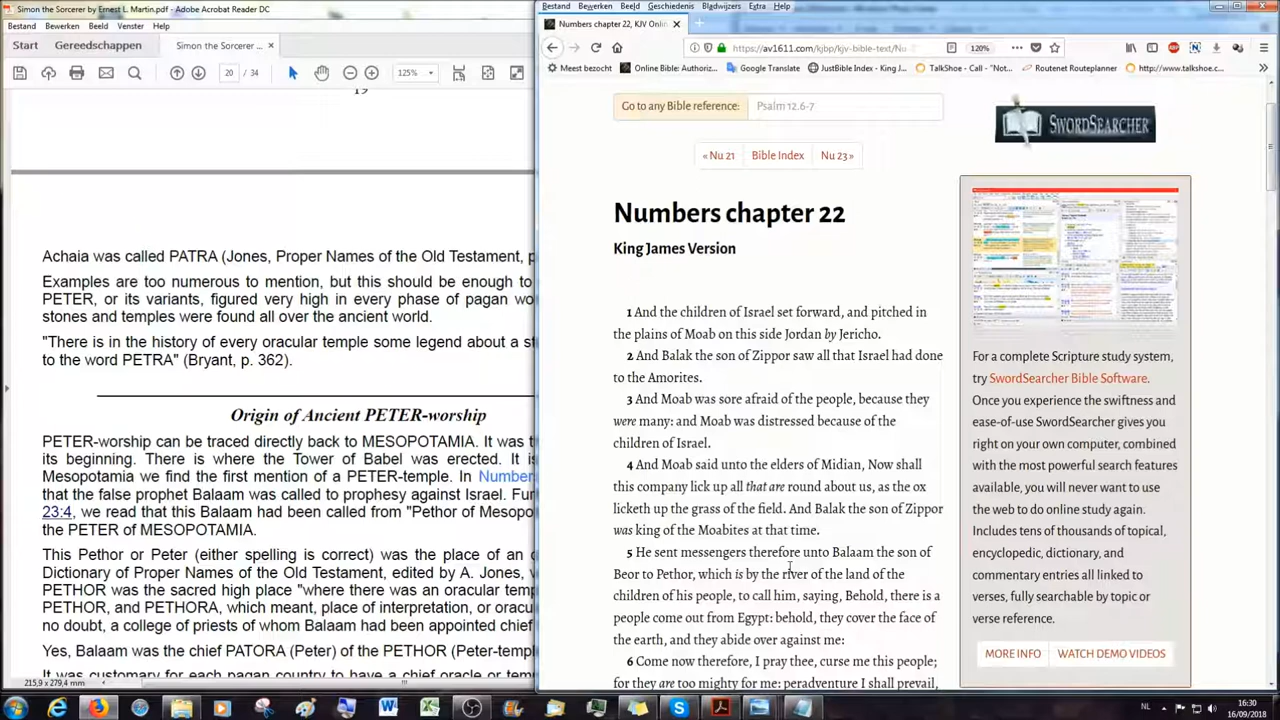 Simon the Sorcerer by Ernest L. Martin.pdf - Adobe Acrobat Reader DC
Bestand Bewerken Beeld Venster Help
Start Gereedschappen Simon the Sorcerer by ... ×
20 / 34 125%
19
Achaia was called PATRA (Jones, Proper Names of the Old Testament, p
Examples are too numerous to mention, but this should be enough to
PETER, or its variants, figured very high in every phase of pagan wo
stones and temples were found all over the ancient world.
"There is in the history of every oracular temple some legend about a st
to the word PETRA" (Bryant, p. 362).
Origin of Ancient PETER-worship
PETER-worship can be traced directly back to MESOPOTAMIA. It was th
its beginning. There is where the Tower of Babel was erected. It is
Mesopotamia we find the first mention of a PETER-temple. In Number
that the false prophet Balaam was called to prophesy against Israel. Fur
23:4, we read that this Balaam had been called from "Pethor of Mesopot
the PETER of MESOPOTAMIA.
This Pethor or Peter (either spelling is correct) was the place of an o
Dictionary of Proper Names of the Old Testament, edited by A. Jones, v
PETHOR was the sacred high place "where there was an oracular temp
PETHOR, and PETHORA, which meant, place of interpretation, or oracu
no doubt, a college of priests of whom Balaam had been appointed chief
Yes, Balaam was the chief PATORA (Peter) of the PETHOR (Peter-templ
It was customary for each pagan country to have a chief oracle or temp
215,9 x 279,4 mm
Bestand Bewerken Beeld Geschiedenis Bladwijzers Extra Help
Numbers chapter 22, KJV Onli ×
https://av1611.com/kjbp/kjv-bible-text/Nu 120%
Meest bezocht Online Bible: Authoriz... Google Translate JustBible Index - King J... TalkShoe - Call - "Not... Routenet Routeplanner http://www.talkshoe.c...
Go to any Bible reference: Psalm 12.6-7
« Nu 21 Bible Index Nu 23 »
Numbers chapter 22
King James Version
1 And the children of Israel set forward, and pitched in
the plains of Moab on this side Jordan by Jericho.
2 And Balak the son of Zippor saw all that Israel had done
to the Amorites.
3 And Moab was sore afraid of the people, because they
were many: and Moab was distressed because of the
children of Israel.
4 And Moab said unto the elders of Midian, Now shall
this company lick up all that are round about us, as the ox
licketh up the grass of the field. And Balak the son of Zippor
was king of the Moabites at that time.
5 He sent messengers therefore unto Balaam the son of
Beor to Pethor, which is by the river of the land of the
children of his people, to call him, saying, Behold, there is a
people come out from Egypt: behold, they cover the face of
the earth, and they abide over against me:
6 Come now therefore, I pray thee, curse me this people;
for they are too mighty for me: peradventure I shall prevail,
SWORDSEARCHER
For a complete Scripture study system,
try SwordSearcher Bible Software.
Once you experience the swiftness and
ease-of-use SwordSearcher gives you
right on your own computer, combined
with the most powerful search features
available, you will never want to use
the web to do online study again.
Includes tens of thousands of topical,
encyclopedic, dictionary, and
commentary entries all linked to
verses, fully searchable by topic or
verse reference.
MORE INFO WATCH DEMO VIDEOS
NL 16:30
16/09/2018